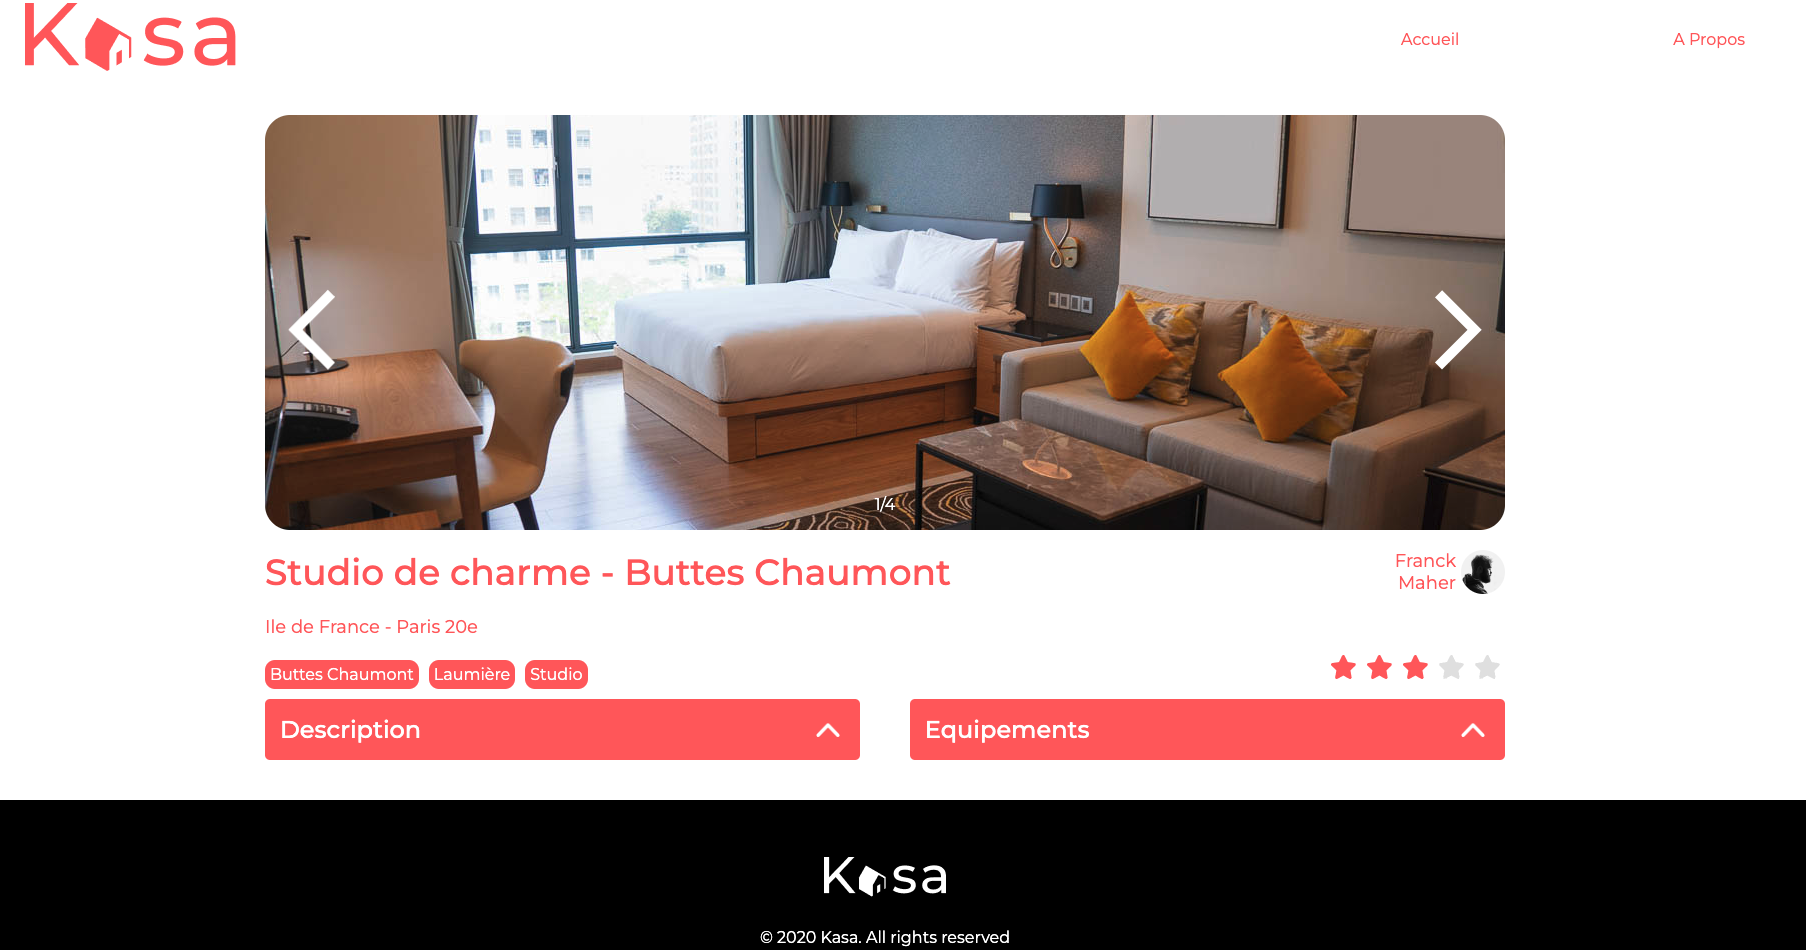 Kasa
Accueil
A Propos
1/4
Studio de charme - Buttes Chaumont
Franck
Maher
Ile de France - Paris 20e
Buttes Chaumont
Laumière
Studio
Description
Equipements
Kasa
© 2020 Kasa. All rights reserved